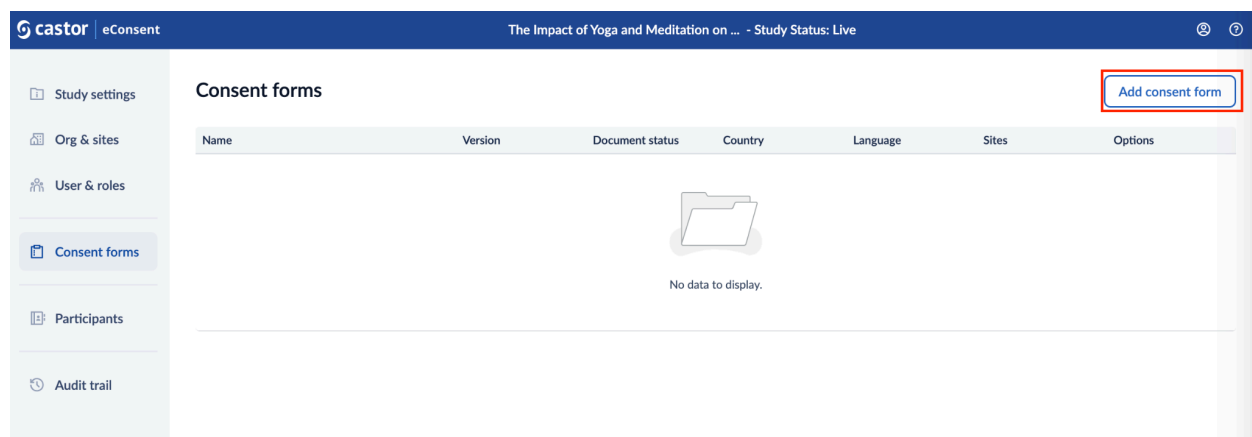 castor eConsent The Impact of Yoga and Meditation on ... - Study Status: Live
Study settings
Org & sites
User & roles
Consent forms
Participants
Audit trail
Consent forms
Add consent form
Name Version Document status Country Language Sites Options
No data to display.